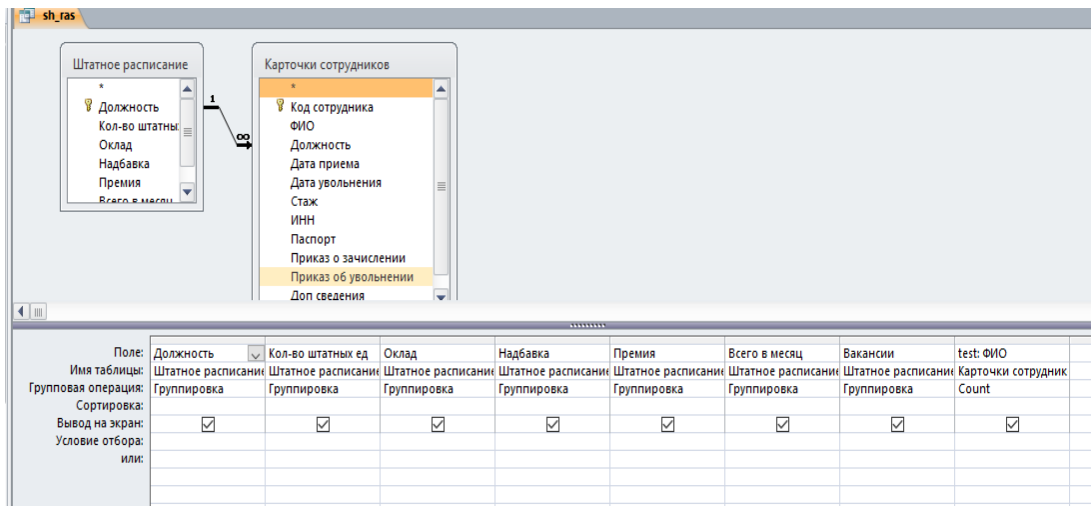 sh_ras
Штатное расписание
*
Должность
Кол-во штатны
Оклад
Надбавка
Премия
Всего в месяц
1
∞
Карточки сотрудников
*
Код сотрудника
ФИО
Должность
Дата приема
Дата увольнения
Стаж
ИНН
Паспорт
Приказ о зачислении
Приказ об увольнении
Доп сведения
Поле: Должность Кол-во штатных ед Оклад Надбавка Премия Всего в месяц Вакансии test: ФИО
Имя таблицы: Штатное расписание Штатное расписание Штатное расписание Штатное расписание Штатное расписание Штатное расписание Штатное расписание Карточки сотрудник
Групповая операция: Группировка Группировка Группировка Группировка Группировка Группировка Группировка Count
Сортировка:
Вывод на экран:
Условие отбора:
или: